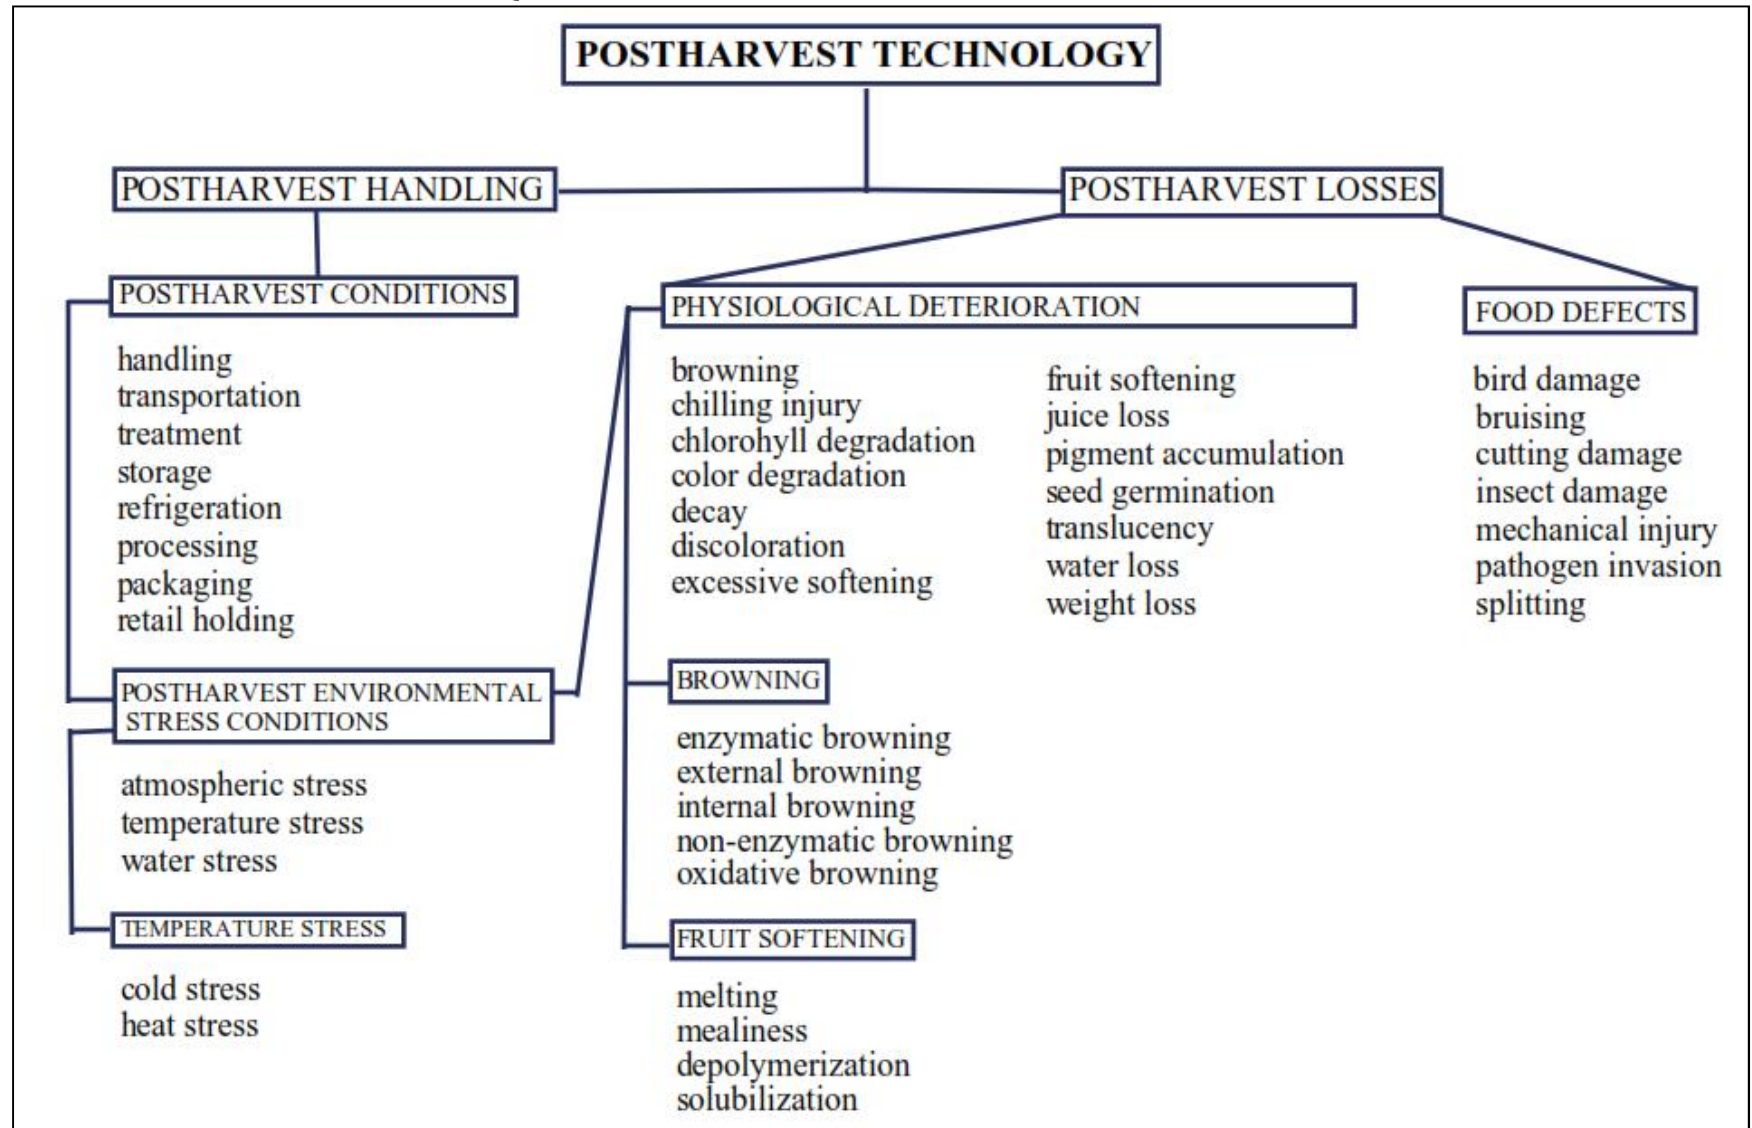 POSTHARVEST TECHNOLOGY
POSTHARVEST HANDLING
POSTHARVEST LOSSES
POSTHARVEST CONDITIONS
handling
transportation
treatment
storage
refrigeration
processing
packaging
retail holding
POSTHARVEST ENVIRONMENTAL
STRESS CONDITIONS
atmospheric stress
temperature stress
water stress
TEMPERATURE STRESS
cold stress
heat stress
PHYSIOLOGICAL DETERIORATION
browning
chilling injury
chlorohyll degradation
color degradation
decay
discoloration
excessive softening
fruit softening
juice loss
pigment accumulation
seed germination
translucency
water loss
weight loss
BROWNING
enzymatic browning
external browning
internal browning
non-enzymatic browning
oxidative browning
FRUIT SOFTENING
melting
mealiness
depolymerization
solubilization
FOOD DEFECTS
bird damage
bruising
cutting damage
insect damage
mechanical injury
pathogen invasion
splitting